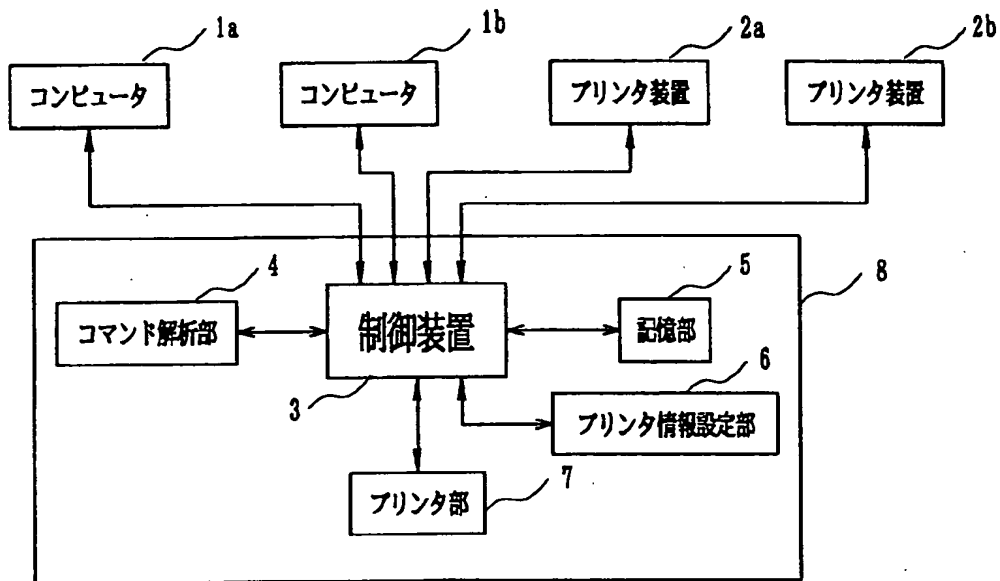 1a
1b
2a
2b
コンピュータ
コンピュータ
プリンタ装置
プリンタ装置
4
5
8
コマンド解析部
制御装置
記憶部
3
6
プリンタ情報設定部
7
プリンタ部